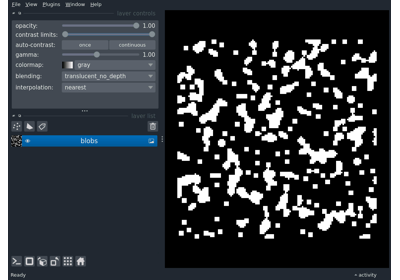 File View Plugins Window Help
layer controls
opacity: 1.00
contrast limits:
auto-contrast: once continuous
gamma: 1.00
colormap: gray
blending: translucent_no_depth
interpolation: nearest
layer list
blobs
Ready
activity